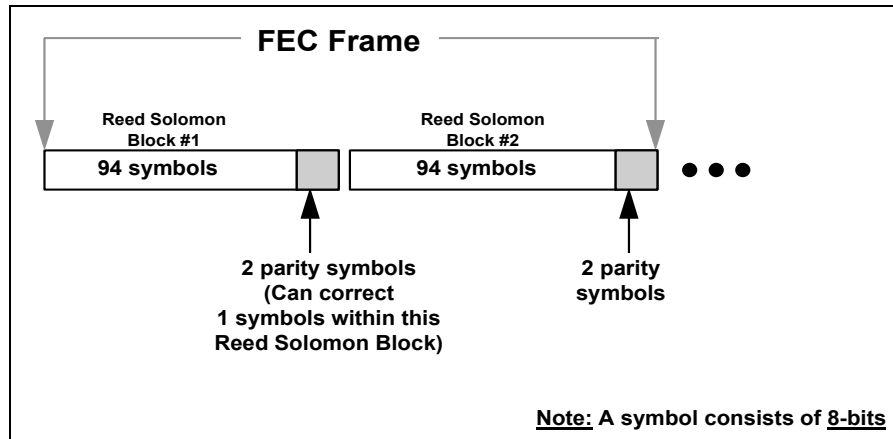 FEC Frame
Reed Solomon
Block #1
Reed Solomon
Block #2
94 symbols
94 symbols
2 parity symbols
(Can correct
1 symbols within this
Reed Solomon Block)
2 parity
symbols
Note: A symbol consists of 8-bits